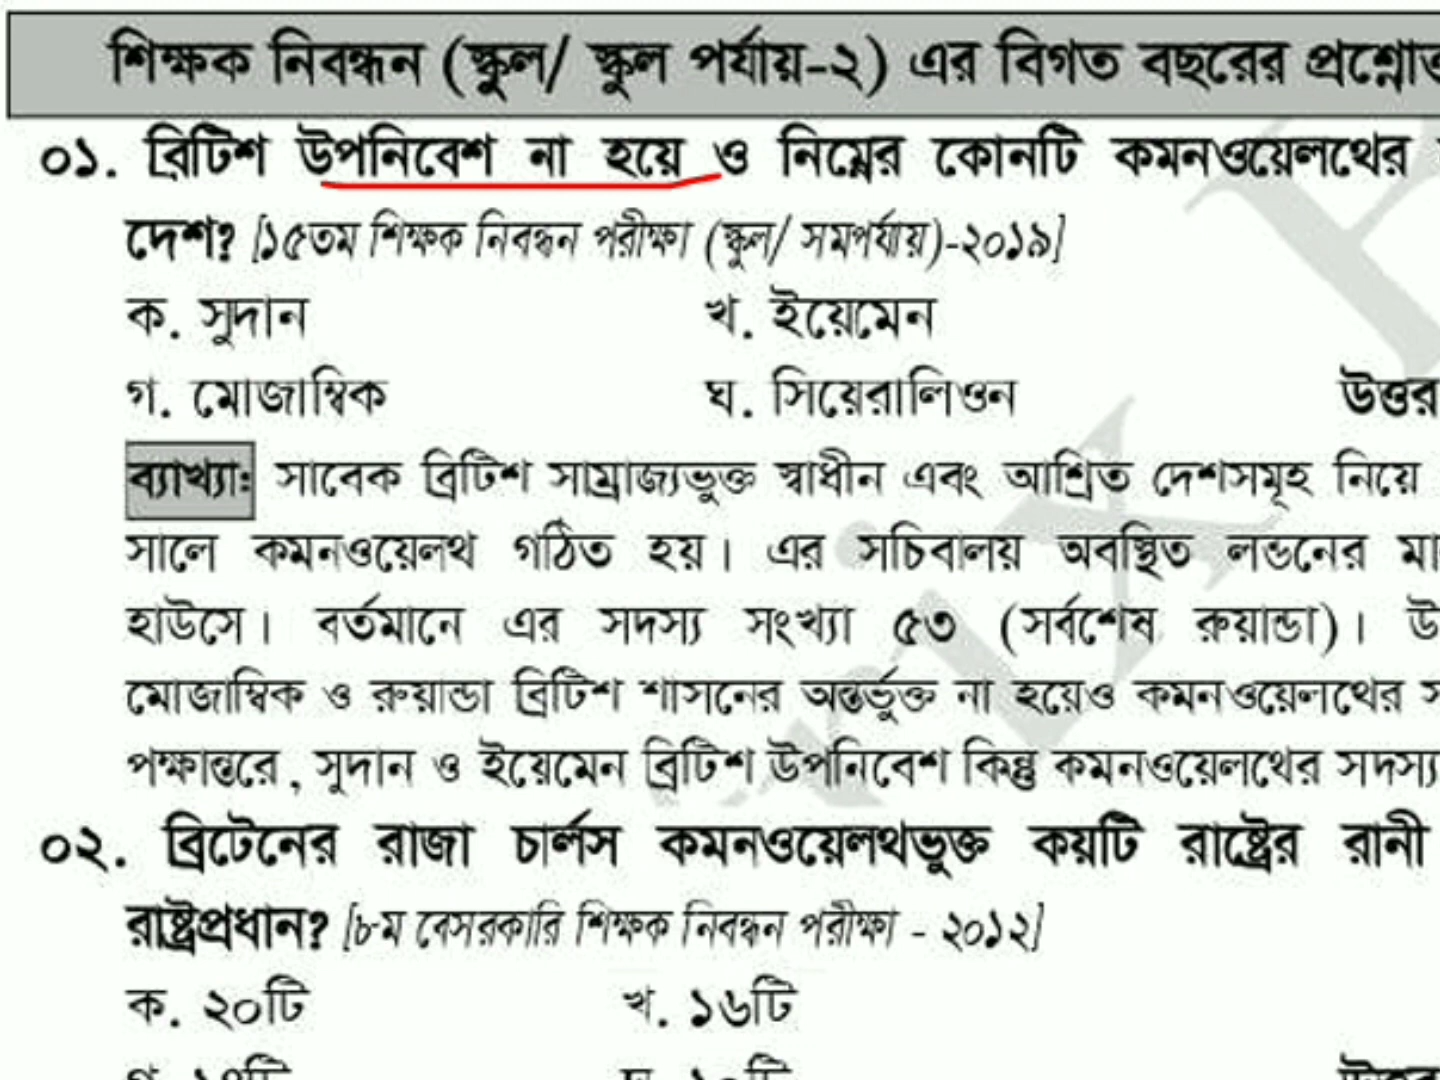 শিক্ষক নিবন্ধন (স্কুল/ স্কুল পর্যায়-২) এর বিগত বছরের
০১. ব্রিটিশ উপনিবেশ না হয়ে ও নিম্নের কোনটি কমনওয়েলথের
দেশ? [১৫তম শিক্ষক নিবন্ধন পরীক্ষা (স্কুল/ সমপর্যায়)-২০১৯]
ক. সুদান খ. ইয়েমেন
গ. মোজাম্বিক ঘ. সিয়েরালিওন উত্তর
ব্যাখ্যা: সাবেক ব্রিটিশ সাম্রাজ্যভুক্ত স্বাধীন এবং আশ্রিত দেশসমূহ নিয়ে
সালে কমনওয়েলথ গঠিত হয়। এর সচিবালয় অবস্থিত লন্ডনের
হাউসে। বর্তমানে এর সদস্য সংখ্যা ৫৩ (সর্বশেষ রুয়ান্ডা)।
মোজাম্বিক ও রুয়ান্ডা ব্রিটিশ শাসনের অন্তর্ভুক্ত না হয়েও কমনওয়েলথের
পক্ষান্তরে, সুদান ও ইয়েমেন ব্রিটিশ উপনিবেশ কিন্তু কমনওয়েলথের সদস্য
০২. ব্রিটেনের রাজা চার্লস কমনওয়েলথভুক্ত কয়টি রাষ্ট্রের রানী
রাষ্ট্রপ্রধান? [৮ম বেসরকারি শিক্ষক নিবন্ধন পরীক্ষা - ২০১২]
ক. ২০টি খ. ১৬টি